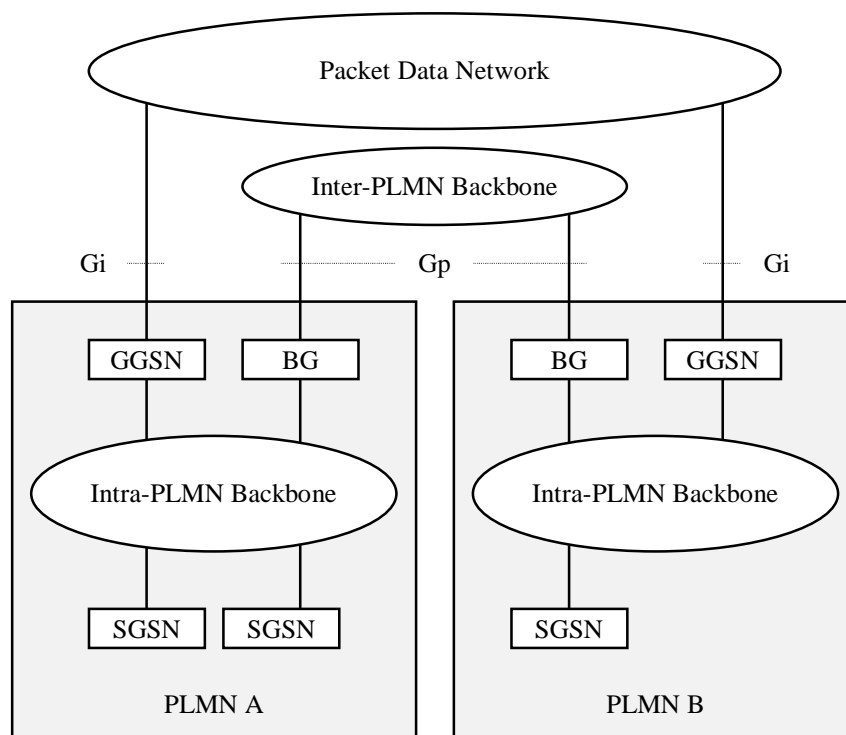 Packet Data Network
Inter-PLMN Backbone
Gi Gp Gi
GGSN BG BG GGSN
Intra-PLMN Backbone Intra-PLMN Backbone
SGSN SGSN SGSN
PLMN A PLMN B